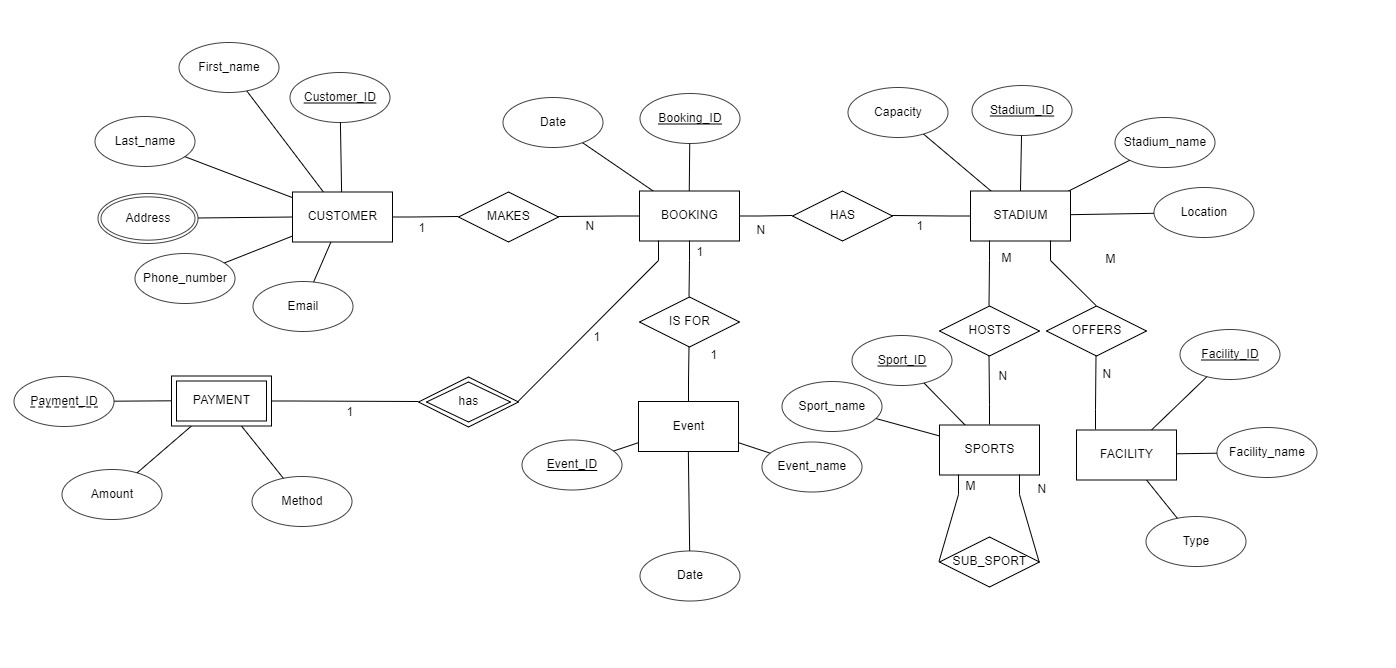 First_name
Customer_ID
Last_name
Address
Phone_number
Email
CUSTOMER
1
MAKES
N
Date
Booking_ID
BOOKING
N
HAS
1
Capacity
Stadium_ID
Stadium_name
Location
STADIUM
1
IS FOR
1
1
has
1
PAYMENT
Payment_ID
Amount
Method
Event
Event_ID
Event_name
Date
M
HOSTS
N
M
OFFERS
N
Sport_ID
Sport_name
SPORTS
M
N
SUB_SPORT
Facility_ID
FACILITY
Facility_name
Type